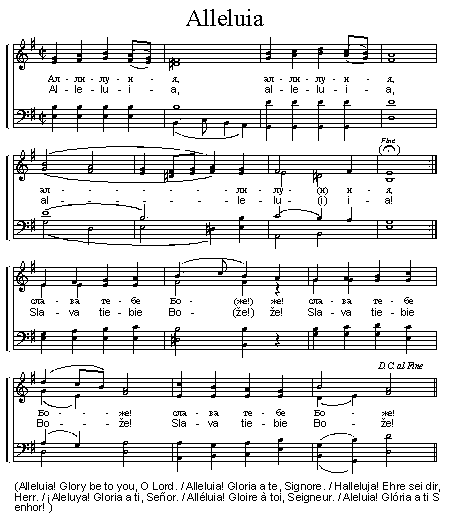 Alleluia
Ал - ли - лу - и - я, ал - ли - лу - и - я,
Al - le - lu - i - a, al - le - lu - i - a,
Fine
ал - - - - - ли - лу - (и) - и - я,
al - - - - - le - lu - (i) - i - a!
сла - ва те - бе Бо - - (же!) же! сла - ва те - бе
Sla - va tie - bie Bo - - (že!) že! Sla - va tie - bie
D.C. al Fine
Бо - - - же! сла - ва те - бе Бо - - же!
Bo - - - že! Sla - va tie - bie Bo - - že!
(Alleluia! Glory be to you, O Lord. / Alleluia! Gloria a te, Signore. / Halleluja! Ehre sei dir,
Herr. / ¡Aleluya! Gloria a ti, Señor. / Alléluia! Gloire à toi, Seigneur. / Aleluia! Glória a ti S
enhor! )